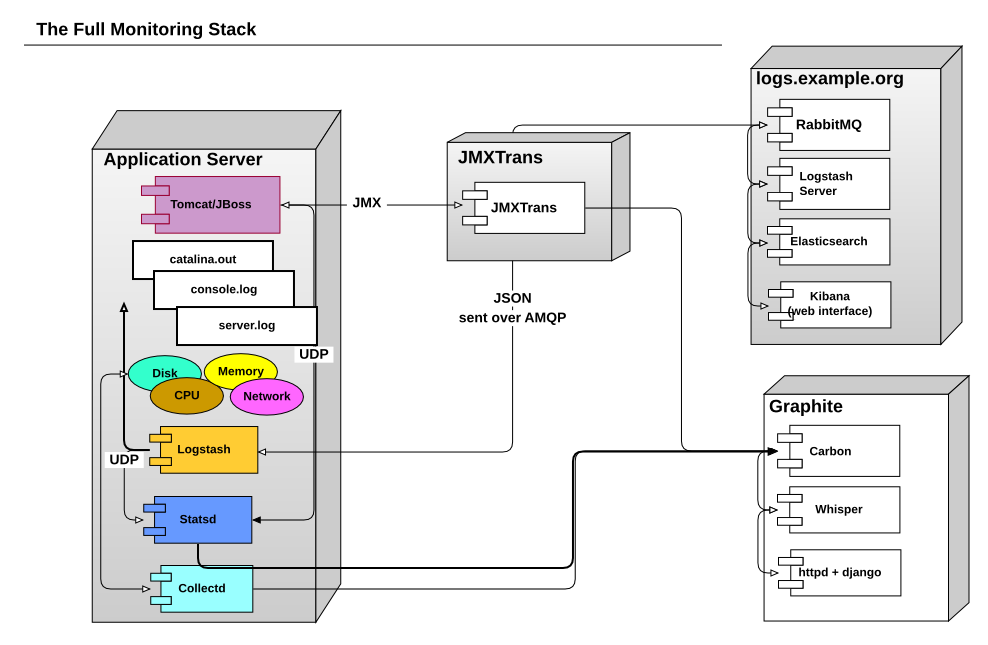 The Full Monitoring Stack
Application Server
Tomcat/JBoss
catalina.out
console.log
server.log
UDP
Disk
Memory
CPU
Network
Logstash
UDP
Statsd
Collectd
JMX
JMXTrans
JMXTrans
JSON
sent over AMQP
logs.example.org
RabbitMQ
Logstash
Server
Elasticsearch
Kibana
(web interface)
Graphite
Carbon
Whisper
httpd + django